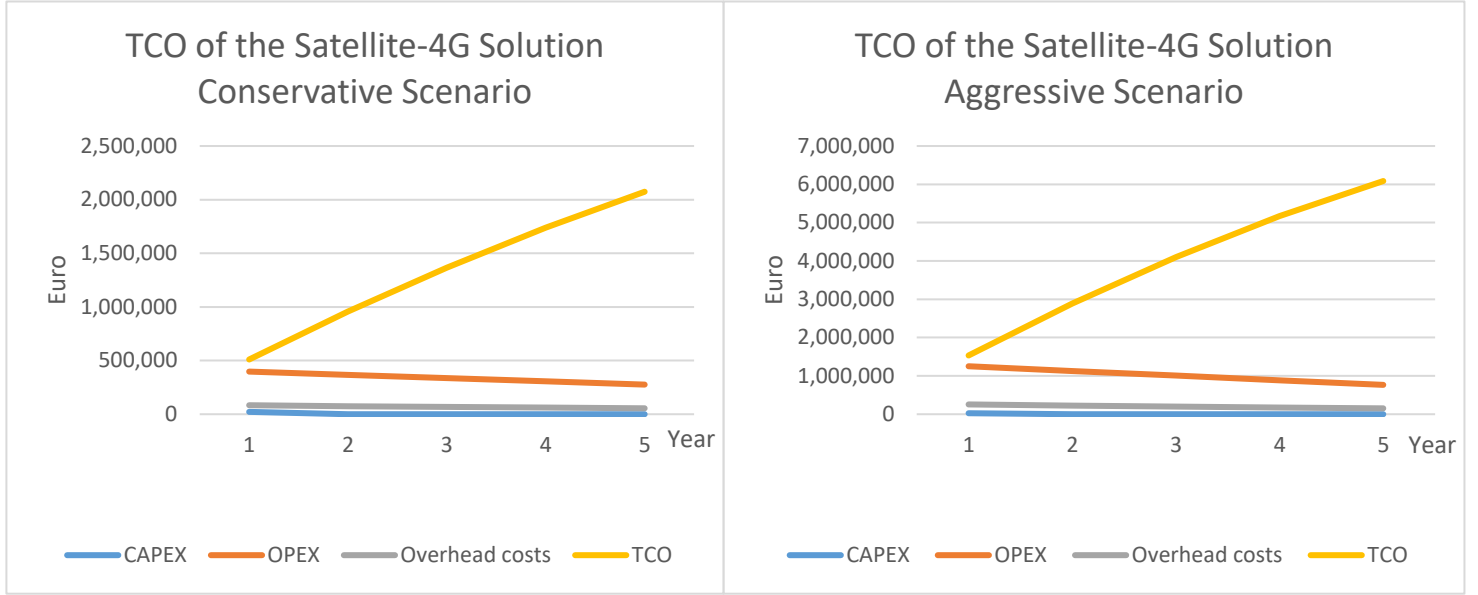 TCO of the Satellite-4G Solution
Conservative Scenario
2,500,000
2,000,000
1,500,000
1,000,000
500,000
0
Euro
1 2 3 4 5 Year
CAPEX OPEX Overhead costs TCO
TCO of the Satellite-4G Solution
Aggressive Scenario
7,000,000
6,000,000
5,000,000
4,000,000
3,000,000
2,000,000
1,000,000
0
Euro
1 2 3 4 5 Year
CAPEX OPEX Overhead costs TCO